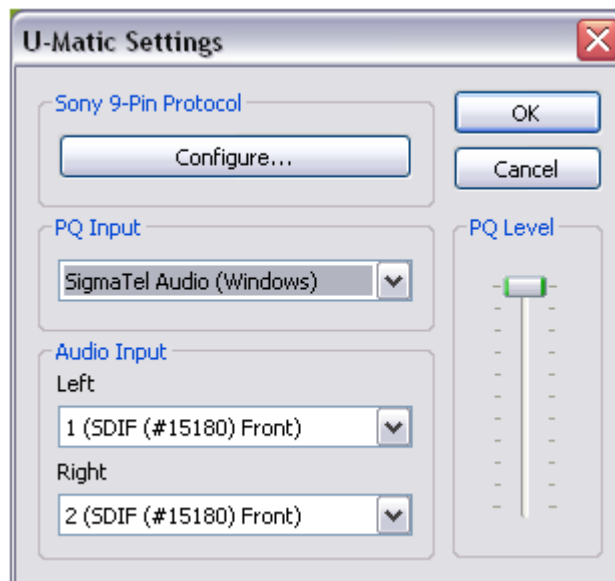 U-Matic Settings
Sony 9-Pin Protocol
Configure...
OK
Cancel
PQ Input
SigmaTel Audio (Windows)
PQ Level
Audio Input
Left
1 (SDIF (#15180) Front)
Right
2 (SDIF (#15180) Front)